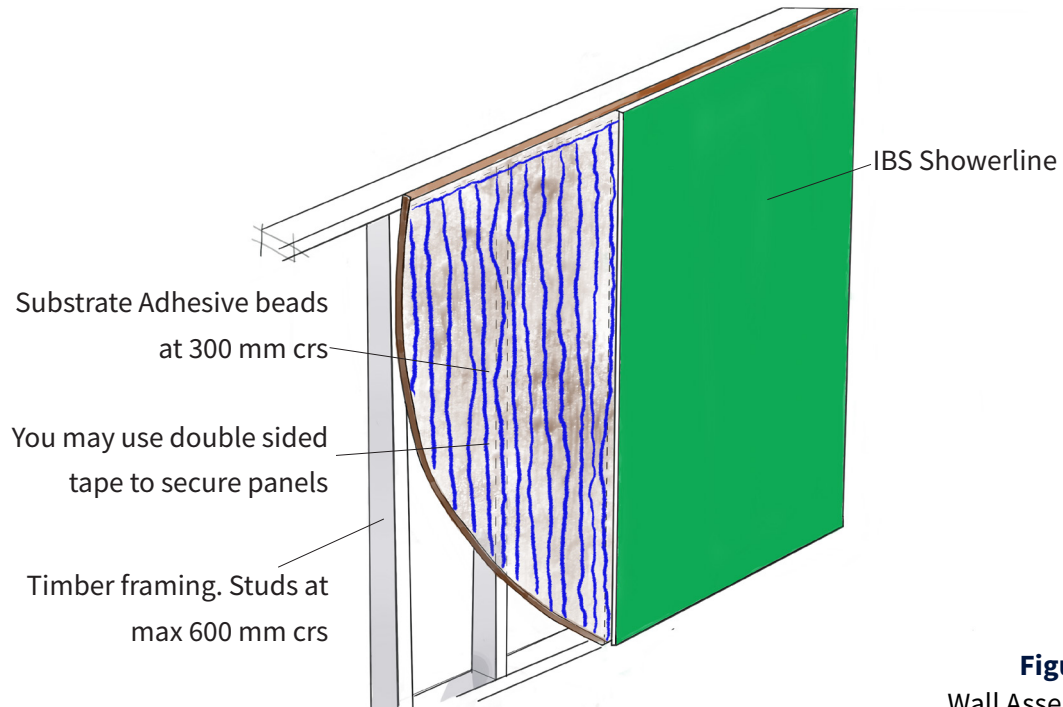 IBS Showerline
Substrate Adhesive beads
at 300 mm crs
You may use double sided
tape to secure panels
Timber framing. Studs at
max 600 mm crs
Wall